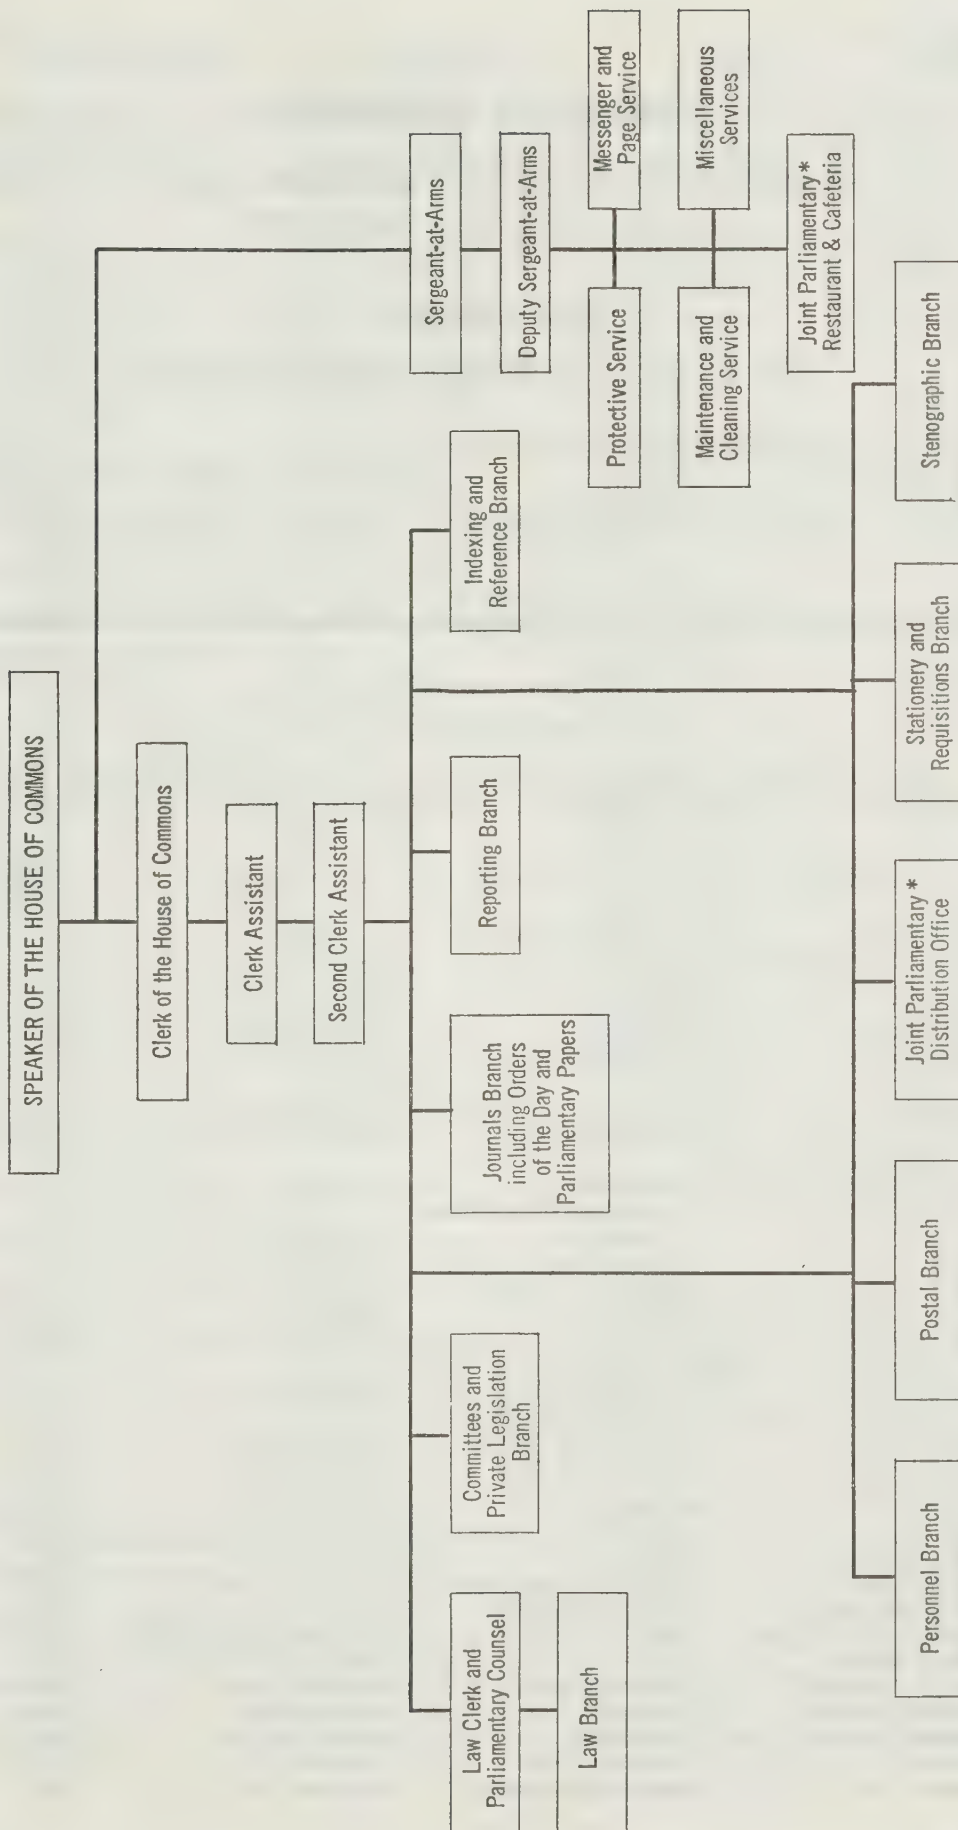 SPEAKER OF THE HOUSE OF COMMONS
Clerk of the House of Commons
Clerk Assistant
Second Clerk Assistant
Sergeant-at-Arms
Deputy Sergeant-at-Arms
Protective Service
Messenger and
Page Service
Maintenance and
Cleaning Service
Miscellaneous
Services
Joint Parliamentary*
Restaurant & Cafeteria
Law Clerk and
Parliamentary Counsel
Law Branch
Committees and
Private Legislation
Branch
Journals Branch
including Orders
of the Day and
Parliamentary Papers
Reporting Branch
Indexing and
Reference Branch
Personnel Branch
Postal Branch
Joint Parliamentary*
Distribution Office
Stationery and
Requisitions Branch
Stenographic Branch